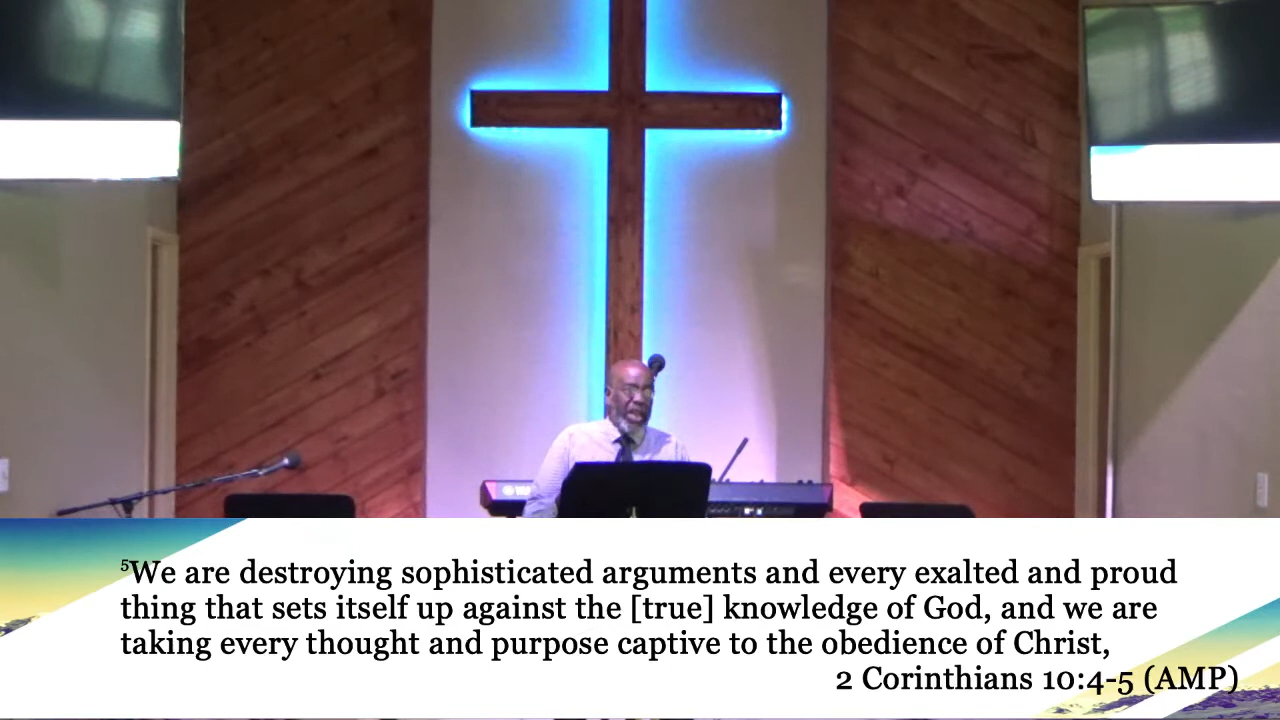 ⁵We are destroying sophisticated arguments and every exalted and proud
thing that sets itself up against the [true] knowledge of God, and we are
taking every thought and purpose captive to the obedience of Christ,
2 Corinthians 10:4-5 (AMP)